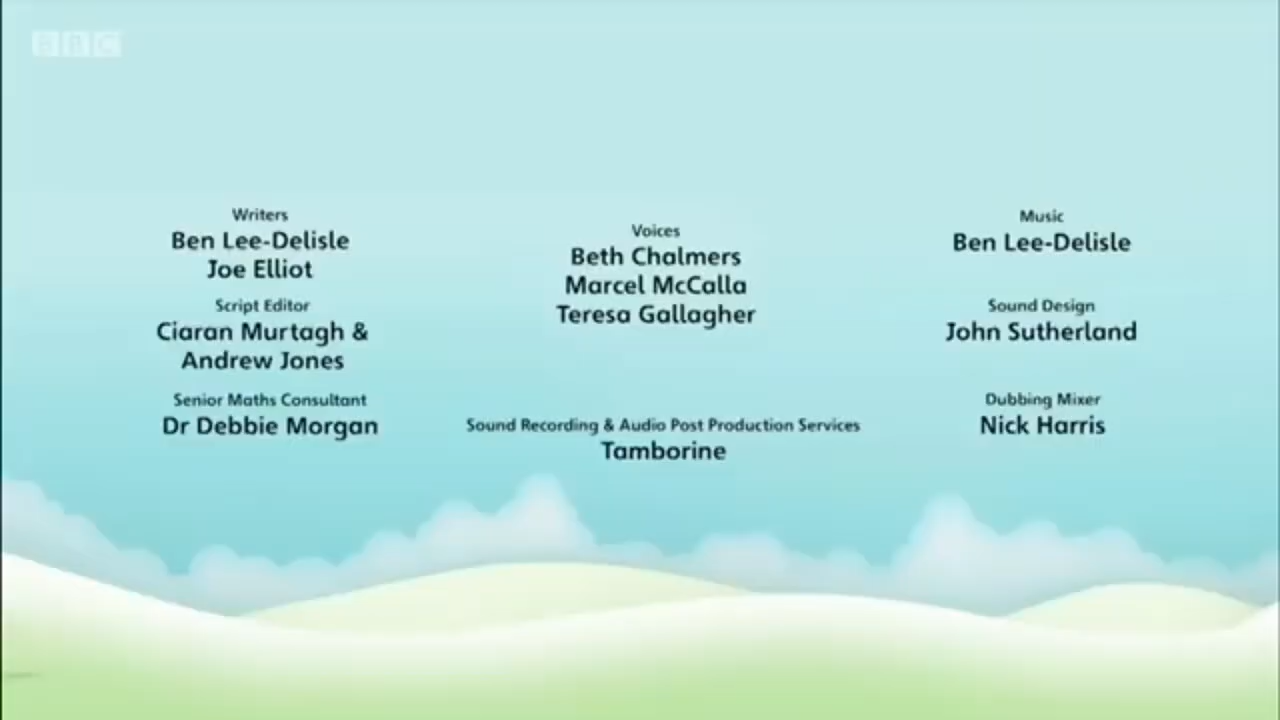 BBC
Writers
Ben Lee-Delisle
Joe Elliot
Script Editor
Ciaran Murtagh &
Andrew Jones
Senior Maths Consultant
Dr Debbie Morgan
Voices
Beth Chalmers
Marcel McCalla
Teresa Gallagher
Sound Recording & Audio Post Production Services
Tamborine
Music
Ben Lee-Delisle
Sound Design
John Sutherland
Dubbing Mixer
Nick Harris